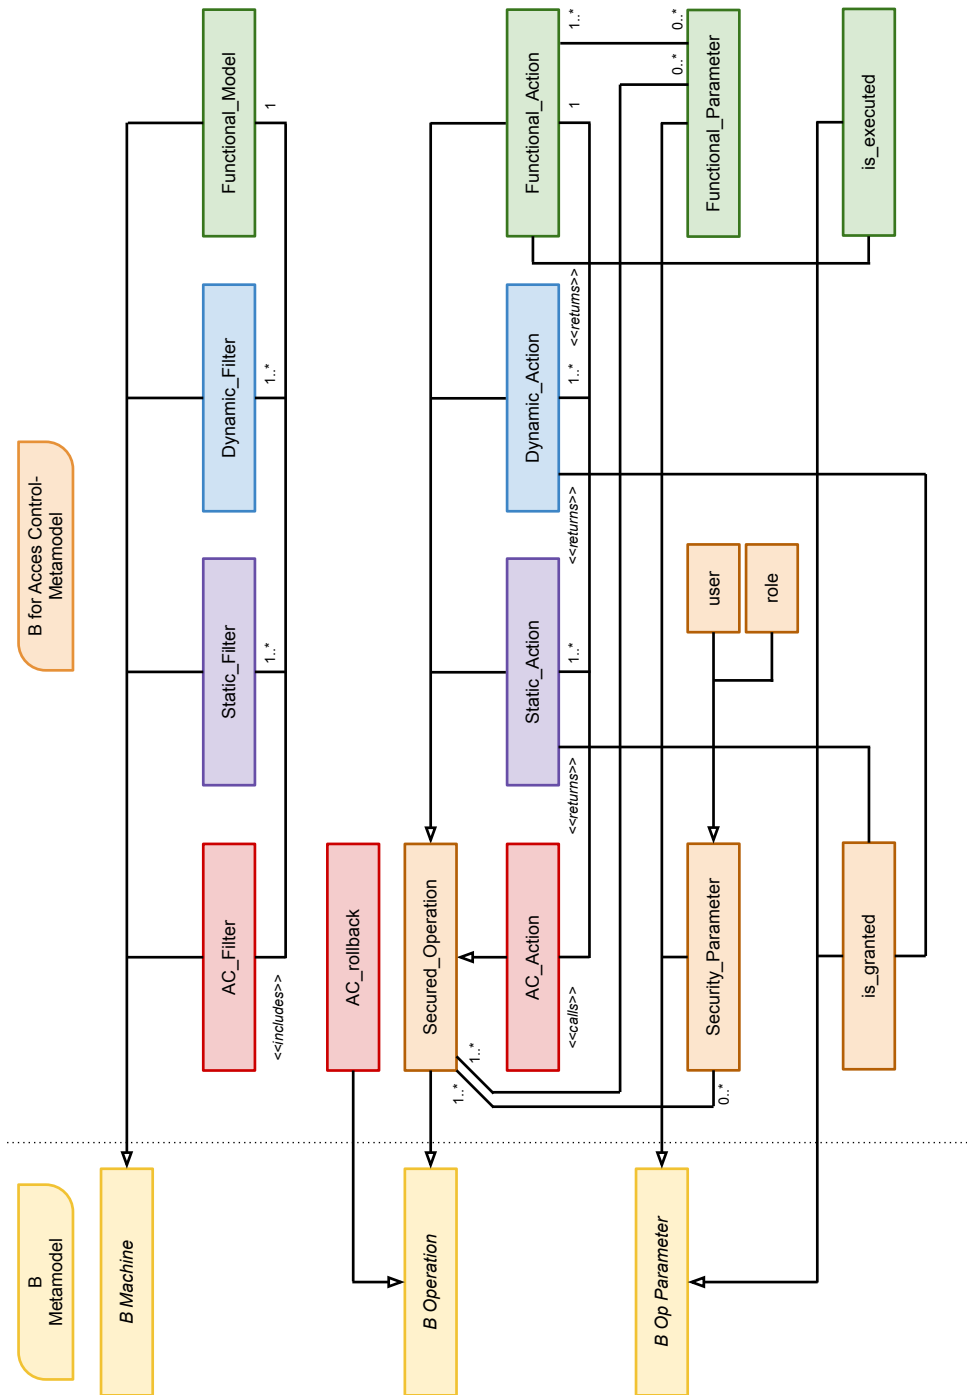 B
Metamodel
B for Acces Control-
Metamodel
B Machine
AC_Filter
Static_Filter
Dynamic_Filter
Functional_Model
<<includes>>
1..*
1..*
1
AC_rollback
B Operation
Secured_Operation
1..*
1..*
AC_Action
Static_Action
Dynamic_Action
Functional_Action
<<calls>>
<<returns>>
1..*
<<returns>>
1..*
<<returns>>
1
1..*
B Op Parameter
0..*
0..*
Security_Parameter
user
Functional_Parameter
0..*
role
is_granted
is_executed